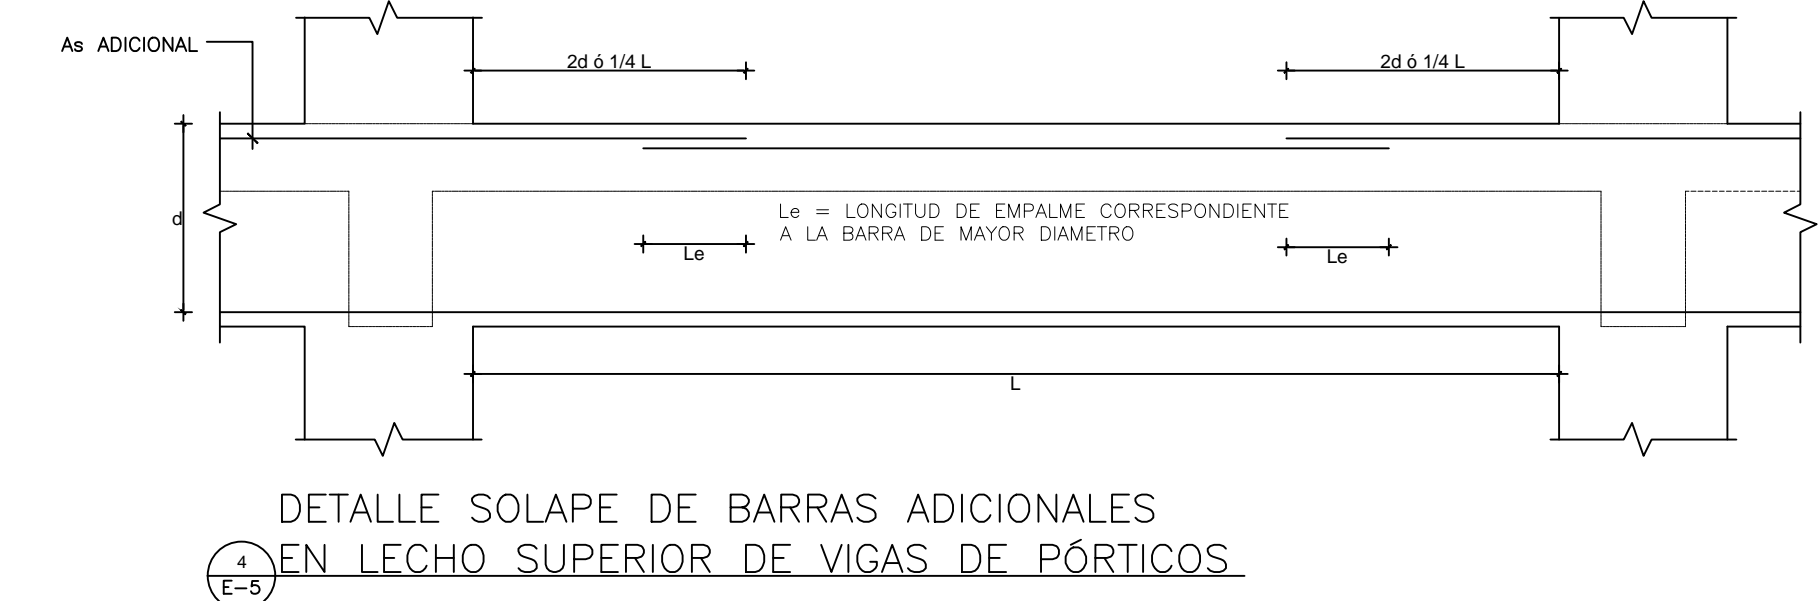 As ADICIONAL
2d ó 1/4 L
2d ó 1/4 L
d
Le = LONGITUD DE EMPALME CORRESPONDIENTE
A LA BARRA DE MAYOR DIAMETRO
Le
Le
L
DETALLE SOLAPE DE BARRAS ADICIONALES
EN LECHO SUPERIOR DE VIGAS DE PÓRTICOS
4
E-5